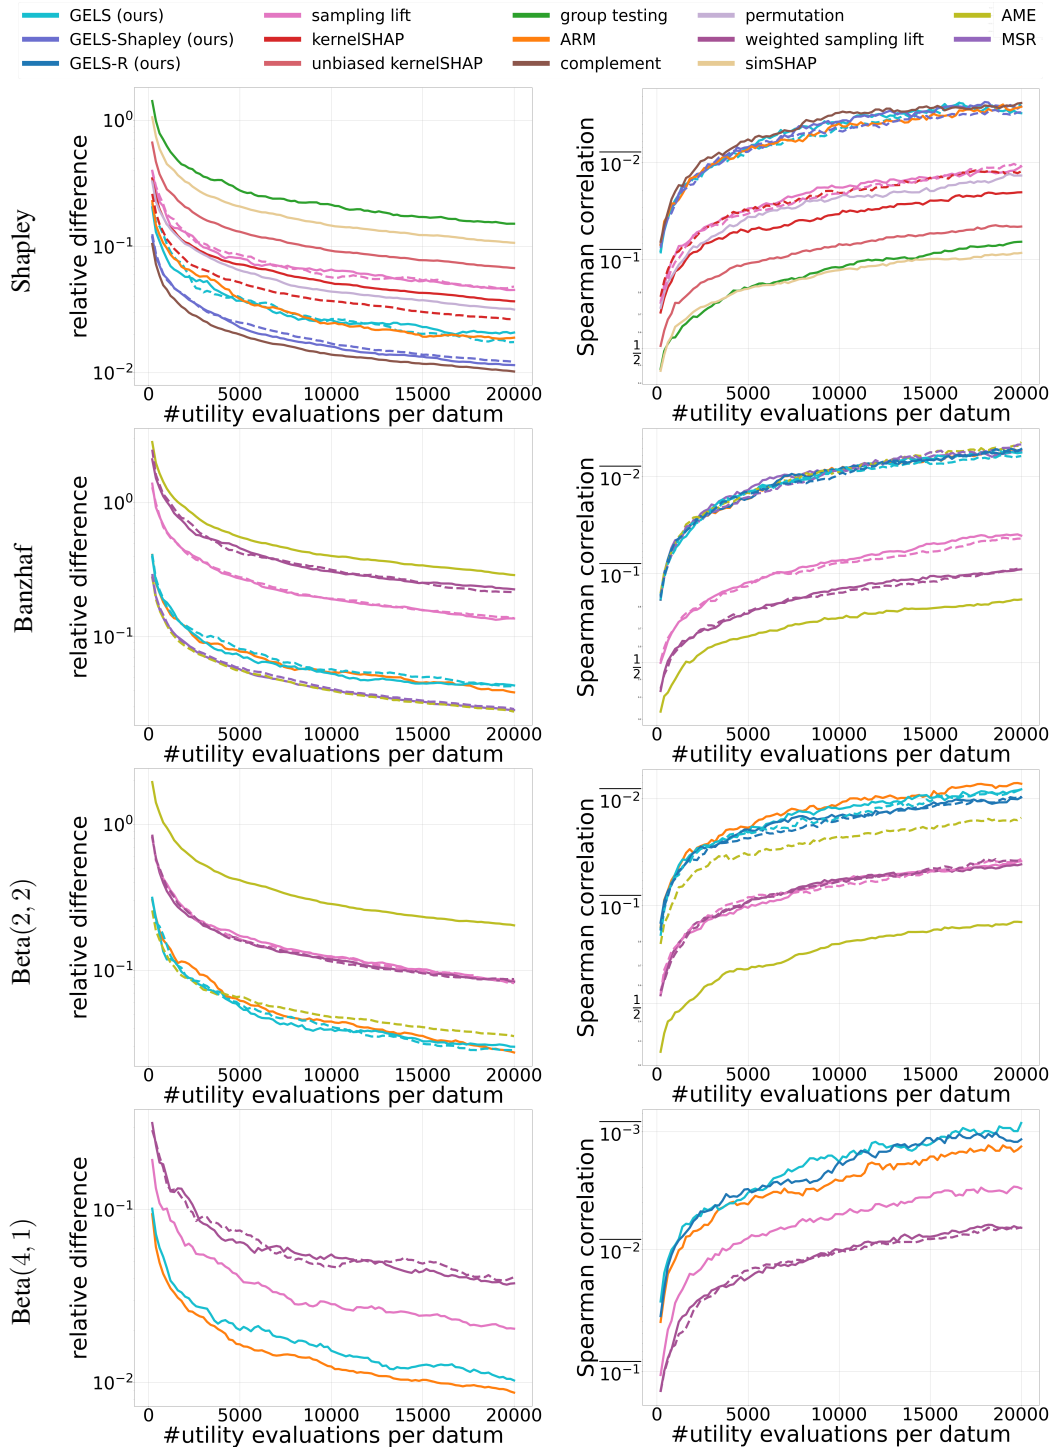 GELS (ours) sampling lift group testing permutation AME
GELS-Shapley (ours) kernelSHAP ARM weighted sampling lift MSR
GELS-R (ours) unbiased kernelSHAP complement simSHAP
Shapley
relative difference
10^0
10^-1
10^-2
0 5000 10000 15000 20000
#utility evaluations per datum
Spearman correlation
10^-2
10^-1
1/2
0 5000 10000 15000 20000
#utility evaluations per datum
Banzhaf
relative difference
10^0
10^-1
0 5000 10000 15000 20000
#utility evaluations per datum
Spearman correlation
10^-2
10^-1
1/2
0 5000 10000 15000 20000
#utility evaluations per datum
Beta(2, 2)
relative difference
10^0
10^-1
0 5000 10000 15000 20000
#utility evaluations per datum
Spearman correlation
10^-2
10^-1
1/2
0 5000 10000 15000 20000
#utility evaluations per datum
Beta(4, 1)
relative difference
10^-1
10^-2
0 5000 10000 15000 20000
#utility evaluations per datum
Spearman correlation
10^-3
10^-2
10^-1
0 5000 10000 15000 20000
#utility evaluations per datum